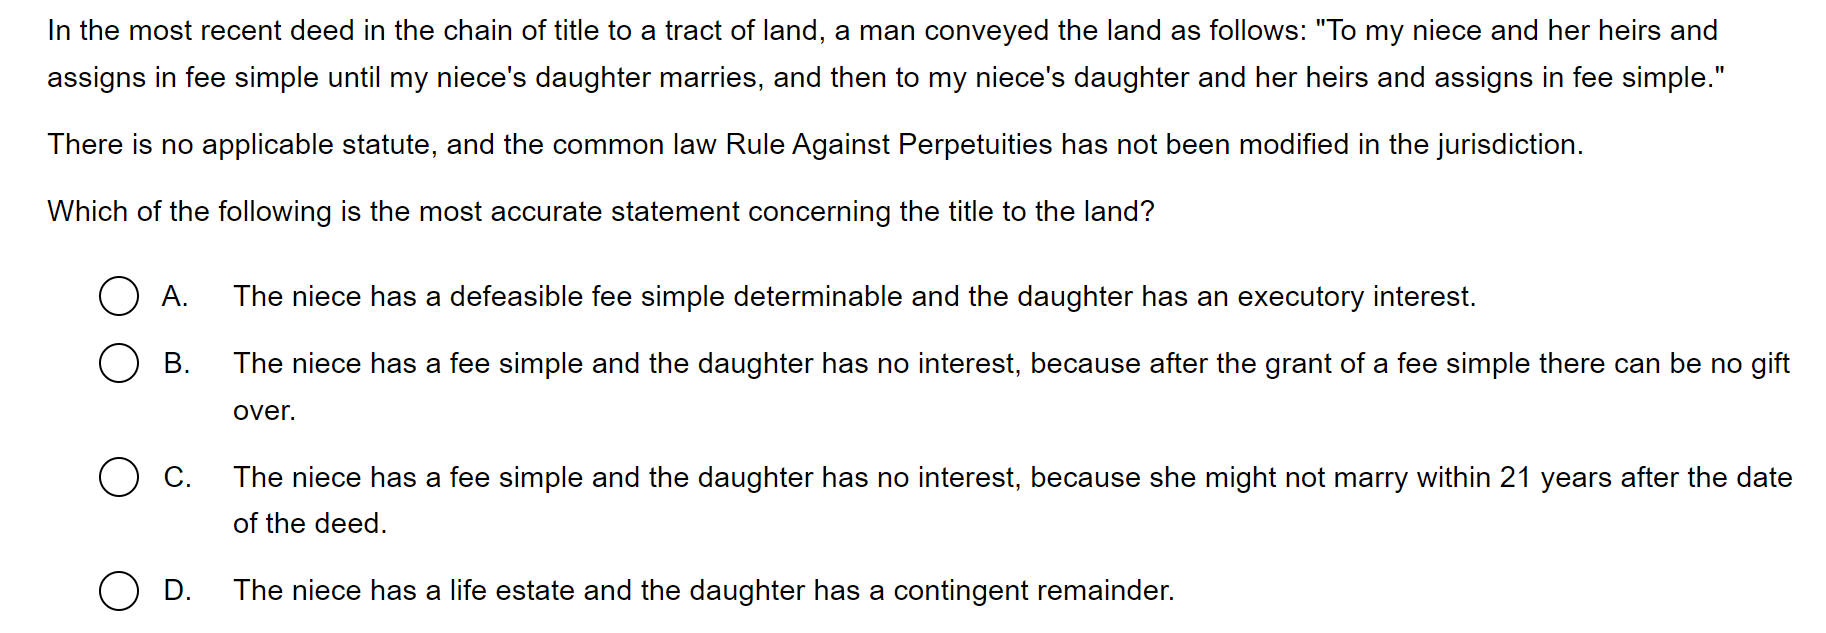 In the most recent deed in the chain of title to a tract of land, a man conveyed the land as follows: "To my niece and her heirs and
assigns in fee simple until my niece's daughter marries, and then to my niece's daughter and her heirs and assigns in fee simple."
There is no applicable statute, and the common law Rule Against Perpetuities has not been modified in the jurisdiction.
Which of the following is the most accurate statement concerning the title to the land?
A. The niece has a defeasible fee simple determinable and the daughter has an executory interest.
B. The niece has a fee simple and the daughter has no interest, because after the grant of a fee simple there can be no gift
over.
C. The niece has a fee simple and the daughter has no interest, because she might not marry within 21 years after the date
of the deed.
D. The niece has a life estate and the daughter has a contingent remainder.